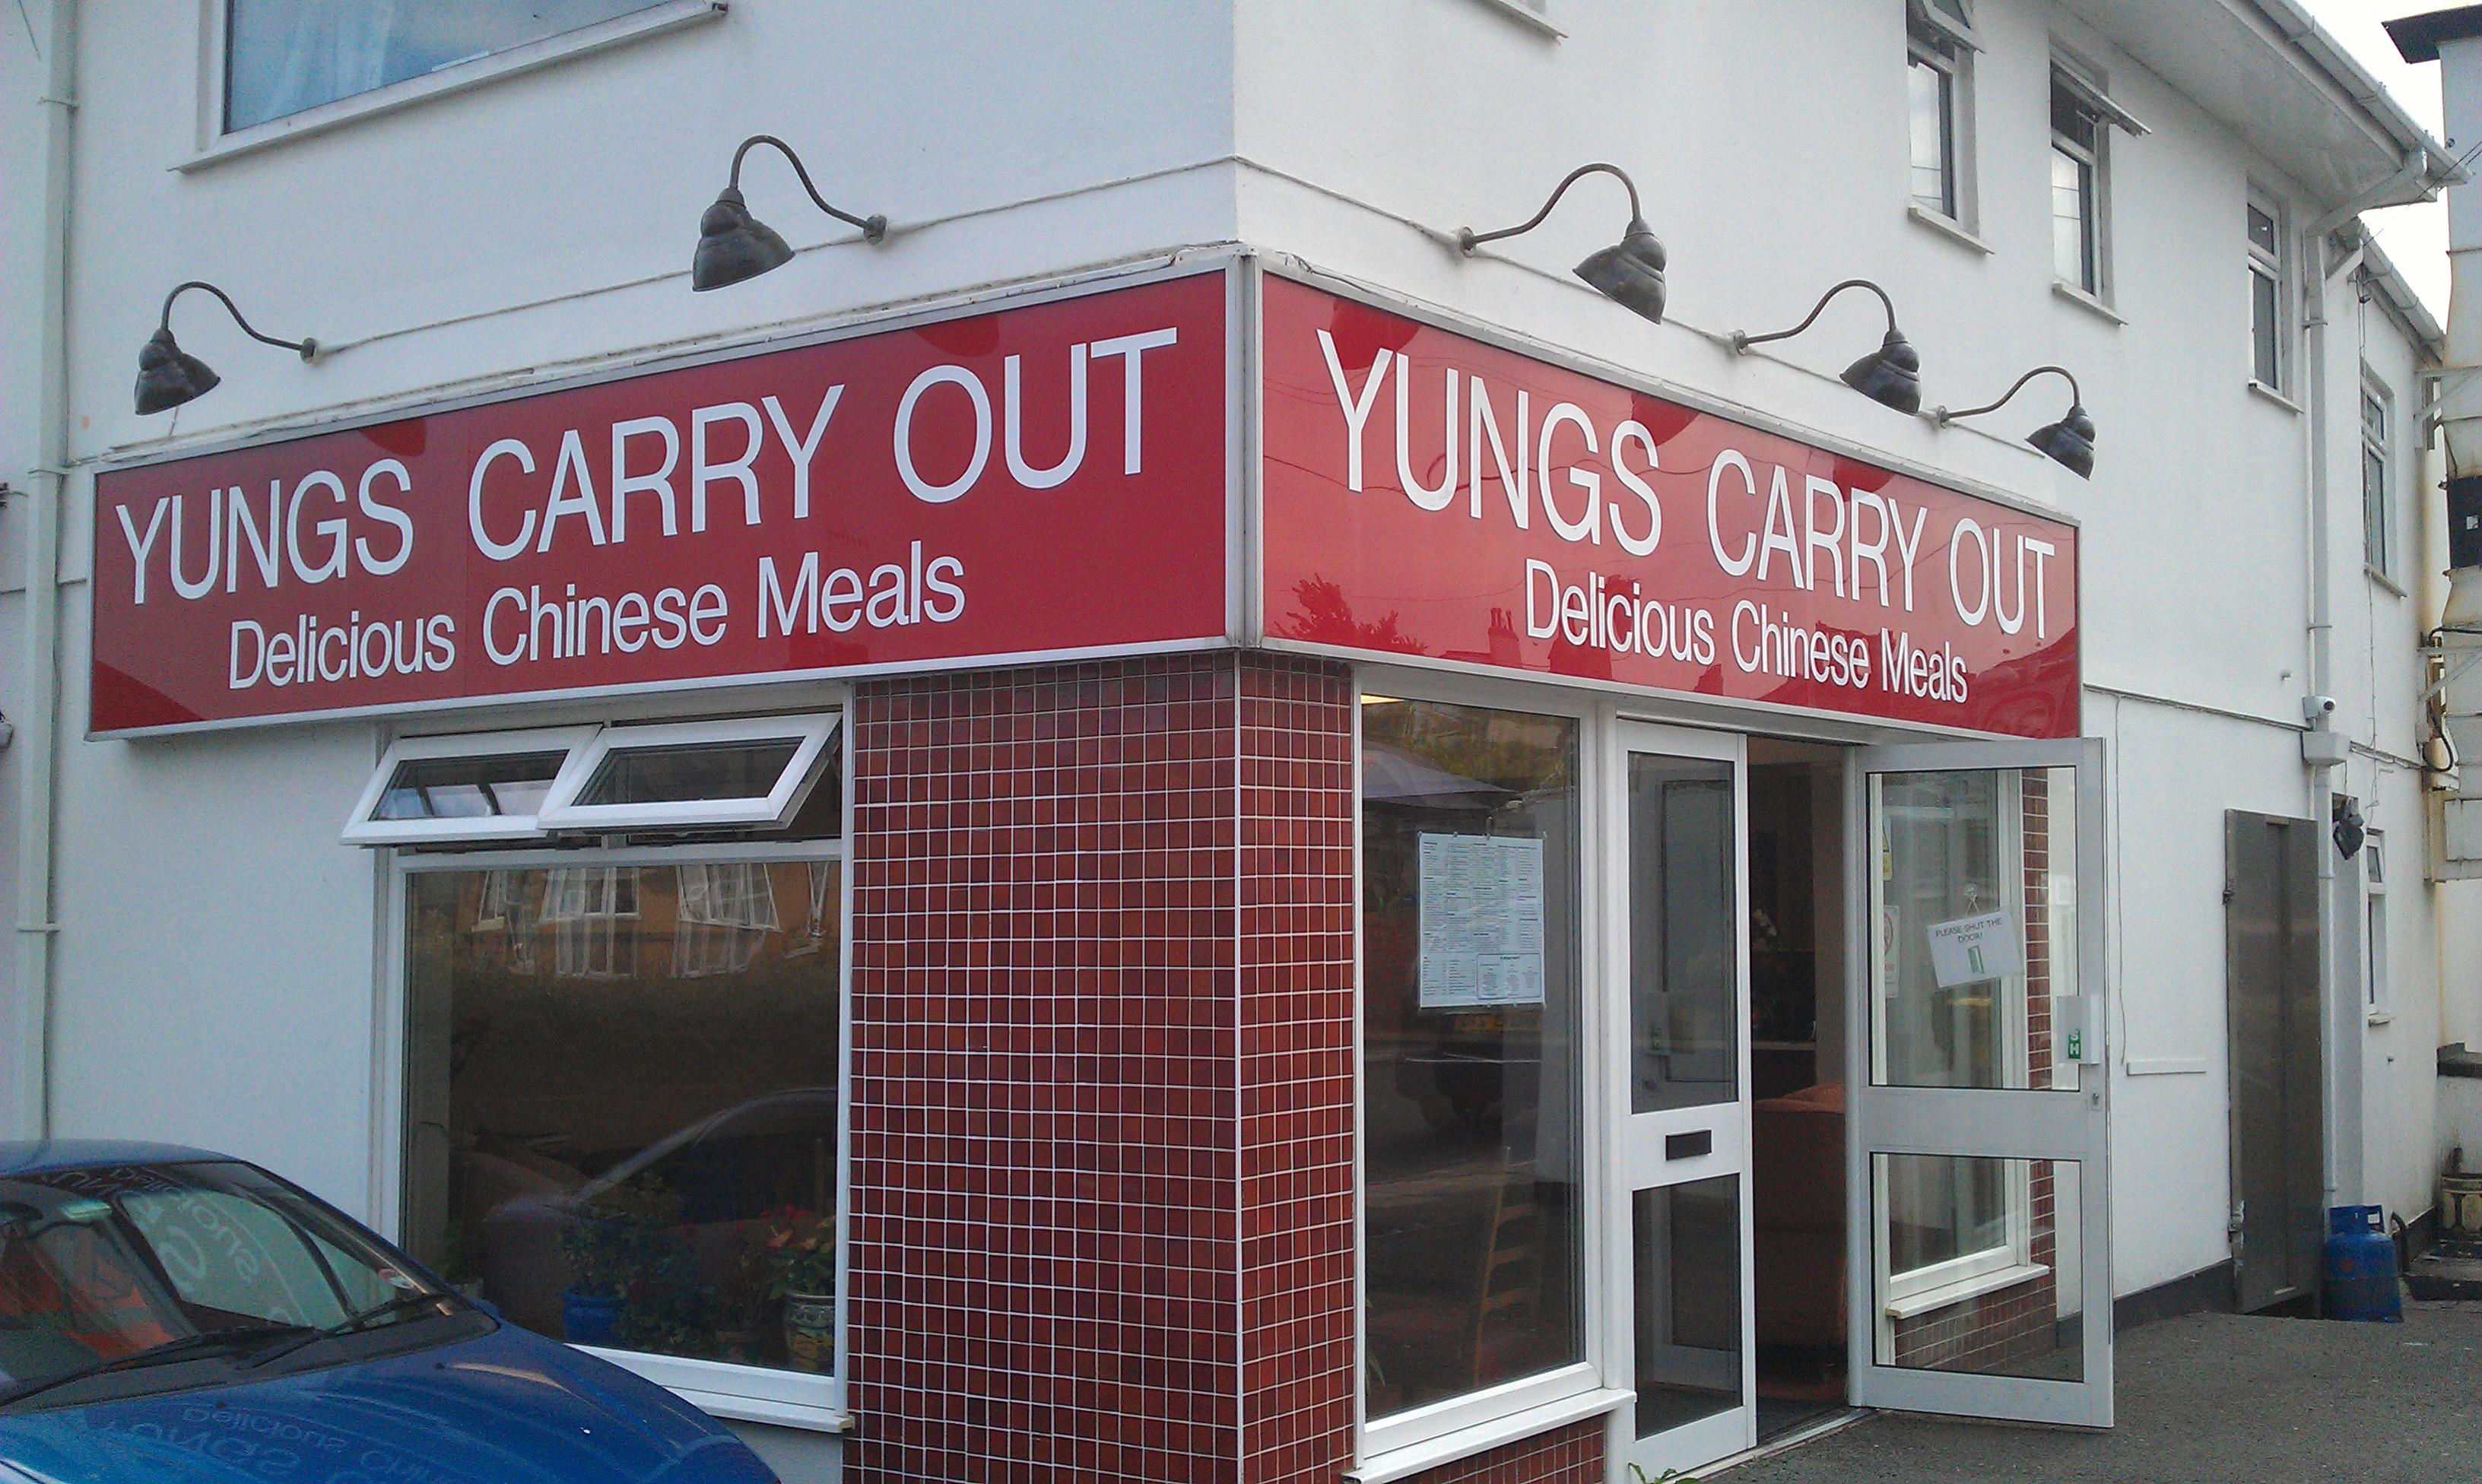 YUNGS CARRY OUT
Delicious Chinese Meals
YUNGS CARRY OUT
Delicious Chinese Meals
PLEASE SHUT THE
DOOR!